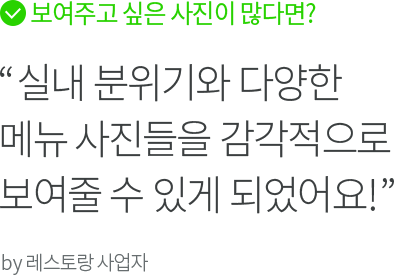 보여주고 싶은 사진이 많다면?
“실내 분위기와 다양한
메뉴 사진들을 감각적으로
보여줄 수 있게 되었어요!”
by 레스토랑 사업자